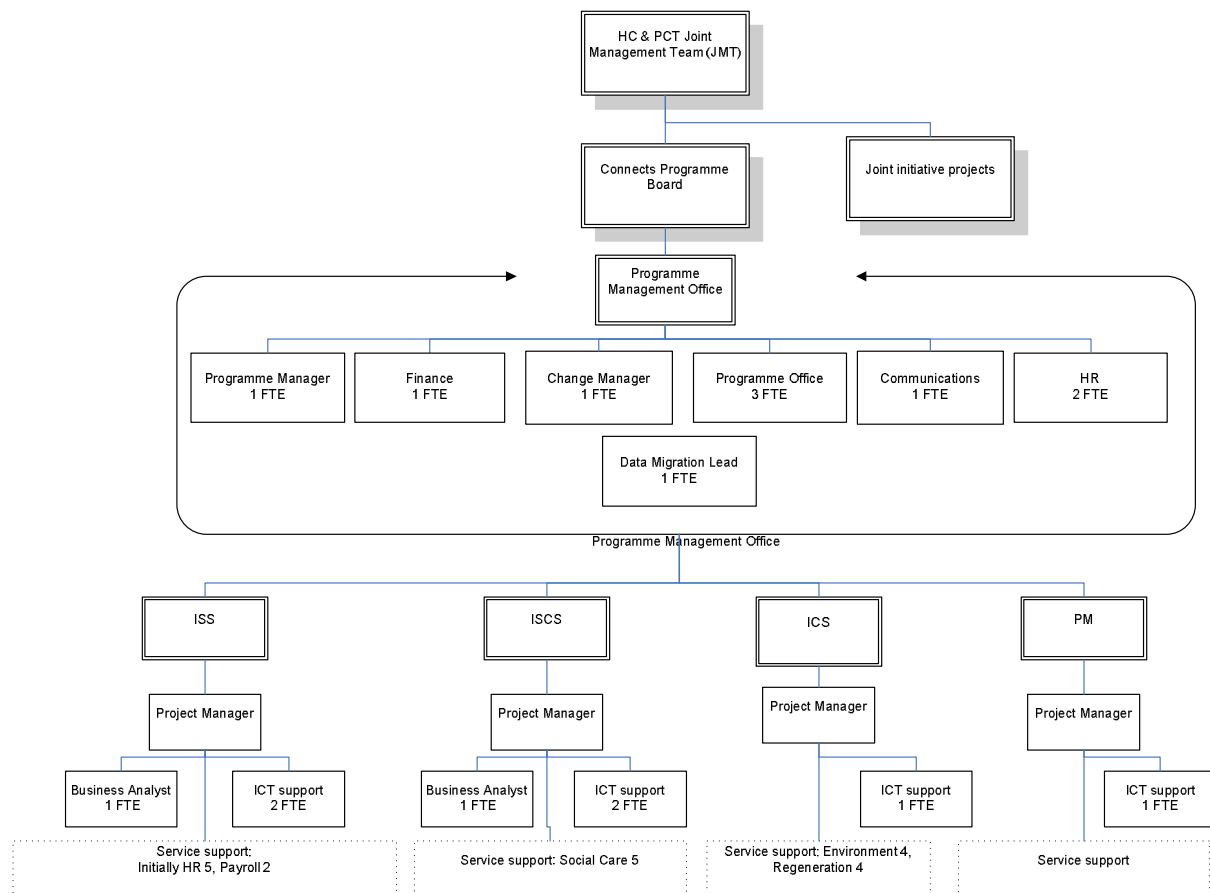 HC & PCT Joint
Management Team (JMT)
Connects Programme
Board
Joint initiative projects
Programme
Management Office
Programme Manager
1 FTE
Finance
1 FTE
Change Manager
1 FTE
Programme Office
3 FTE
Communications
1 FTE
HR
2 FTE
Data Migration Lead
1 FTE
Programme Management Office
ISS
ISCS
ICS
PM
Project Manager
Project Manager
Project Manager
Project Manager
Business Analyst
1 FTE
ICT support
2 FTE
Business Analyst
1 FTE
ICT support
2 FTE
ICT support
1 FTE
ICT support
1 FTE
Service support:
Initially HR 5, Payroll 2
Service support: Social Care 5
Service support: Environment 4,
Regeneration 4
Service support